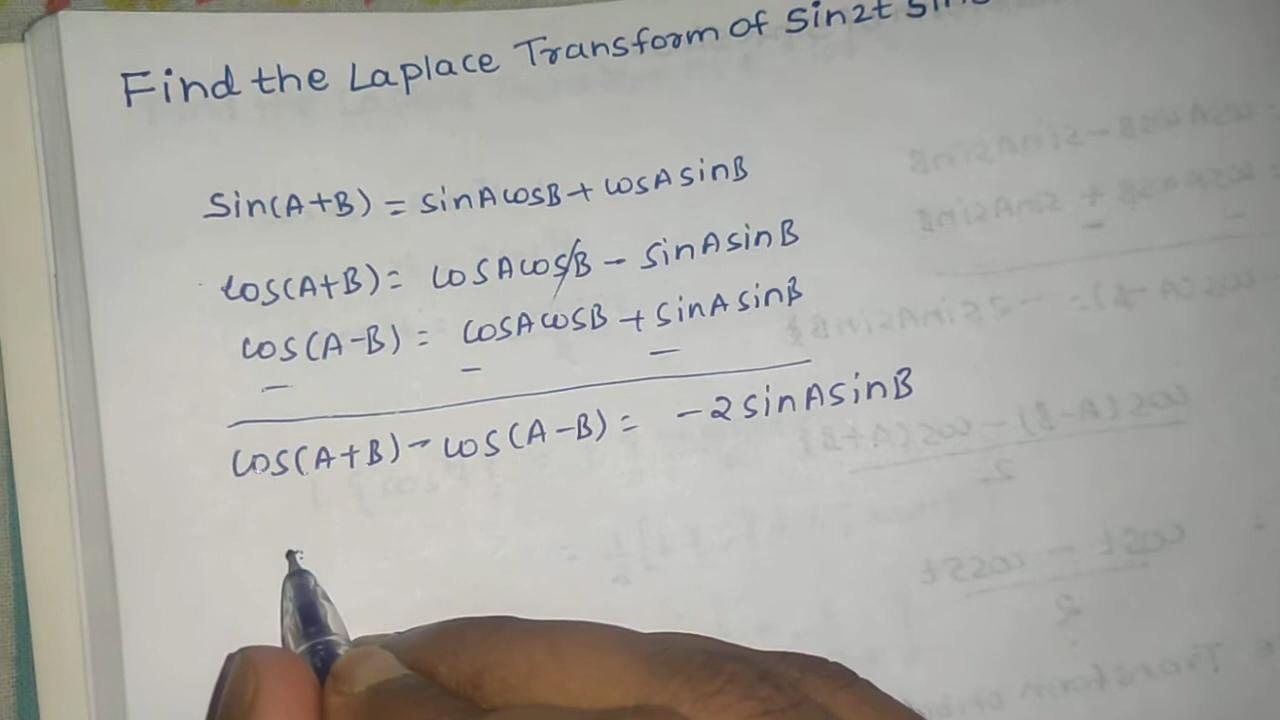 Find the Laplace Transform of Sin2t
Sin(A+B) = sinAcosB + cosAsinB
cos(A+B) = cosAcosB - sinAsinB
cos(A-B) = cosAcosB + sinAsinB
- - -
cos(A+B) - cos(A-B) = -2sinAsinB